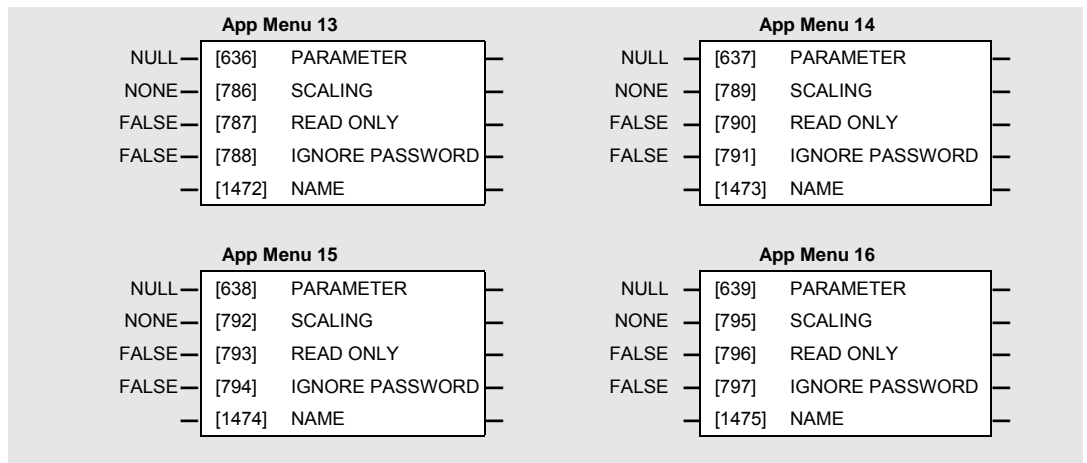 App Menu 13
NULL [636] PARAMETER
NONE [786] SCALING
FALSE [787] READ ONLY
FALSE [788] IGNORE PASSWORD
[1472] NAME
App Menu 14
NULL [637] PARAMETER
NONE [789] SCALING
FALSE [790] READ ONLY
FALSE [791] IGNORE PASSWORD
[1473] NAME
App Menu 15
NULL [638] PARAMETER
NONE [792] SCALING
FALSE [793] READ ONLY
FALSE [794] IGNORE PASSWORD
[1474] NAME
App Menu 16
NULL [639] PARAMETER
NONE [795] SCALING
FALSE [796] READ ONLY
FALSE [797] IGNORE PASSWORD
[1475] NAME